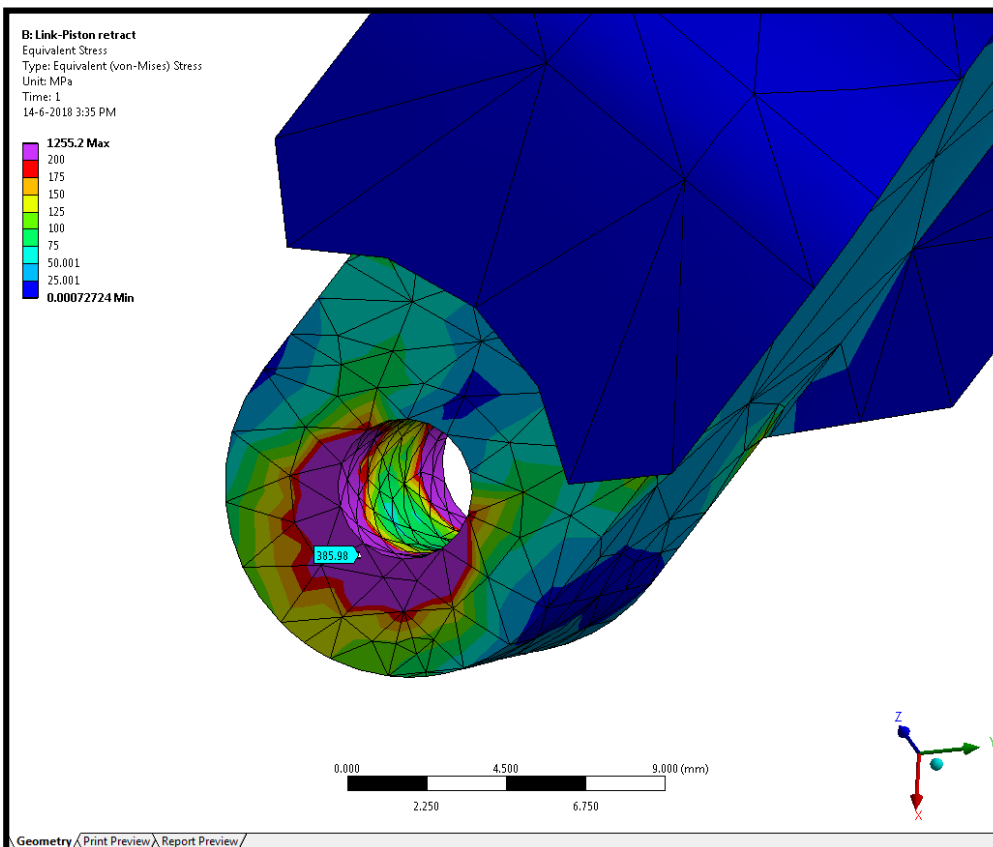 B: Link-Piston retract
Equivalent Stress
Type: Equivalent (von-Mises) Stress
Unit: MPa
Time: 1
14-6-2018 3:35 PM
1255.2 Max
200
175
150
125
100
75
50.001
25.001
0.00072724 Min
385.98
Z
Y
X
0.000 4.500 9.000 (mm)
2.250 6.750
Geometry Print Preview Report Preview